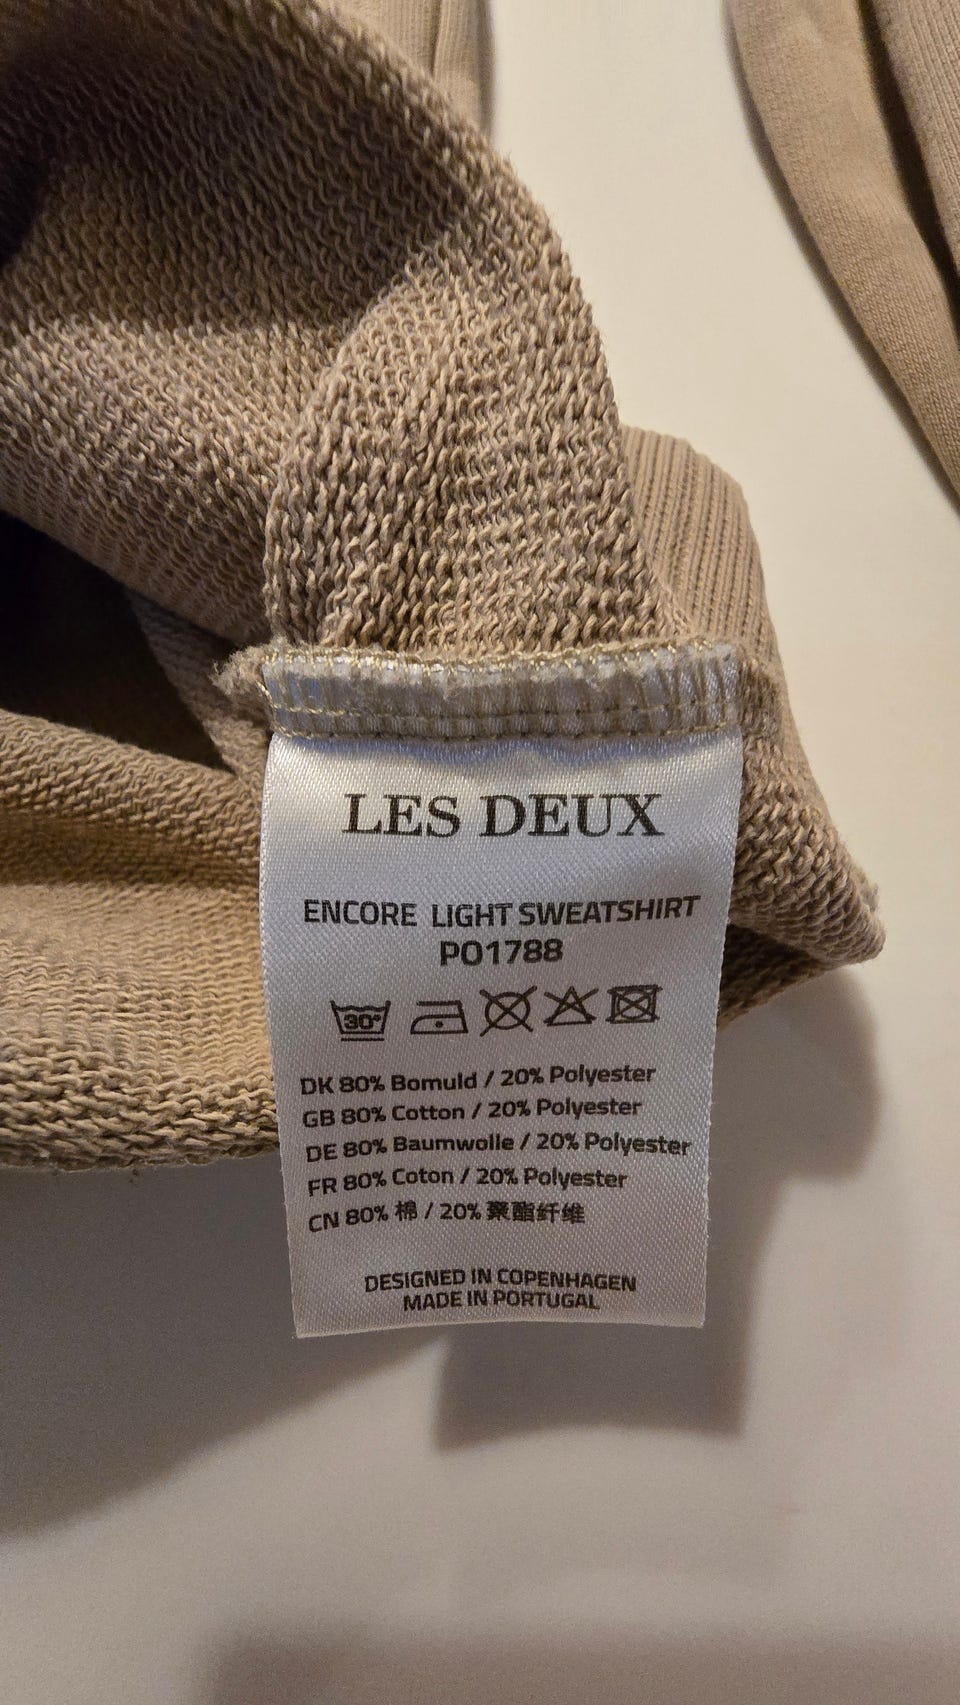 LES DEUX
ENCORE LIGHT SWEATSHIRT
PO1788
30°
DK 80% Bomuld / 20% Polyester
GB 80% Cotton / 20% Polyester
DE 80% Baumwolle / 20% Polyester
FR 80% Coton / 20% Polyester
CN 80% 棉 / 20% 聚酯纤维
DESIGNED IN COPENHAGEN
MADE IN PORTUGAL